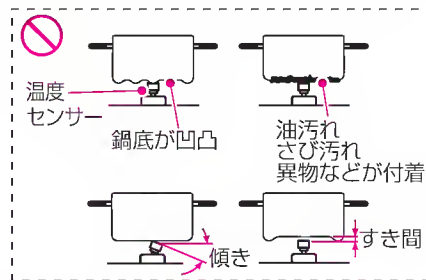 温度
センサー
鍋底が凹凸
油汚れ
さび汚れ
異物などが付着
傾き
すき間